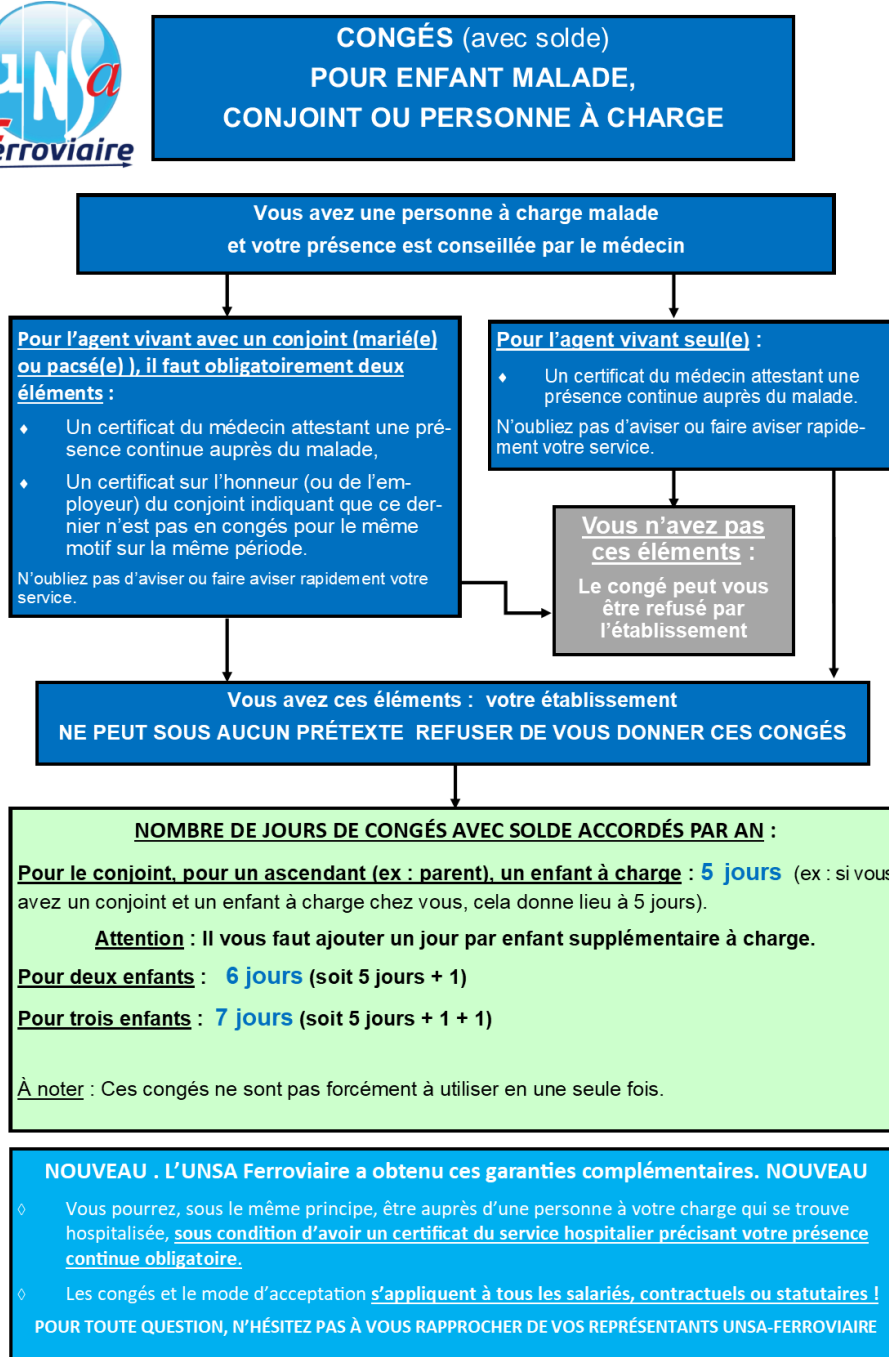 uNSa
Ferroviaire
CONGÉS (avec solde)
POUR ENFANT MALADE,
CONJOINT OU PERSONNE À CHARGE
Vous avez une personne à charge malade
et votre présence est conseillée par le médecin
Pour l’agent vivant avec un conjoint (marié(e)
ou pacsé(e) ), il faut obligatoirement deux
éléments :
♦ Un certificat du médecin attestant une pré-
sence continue auprès du malade,
♦ Un certificat sur l’honneur (ou de l’em-
ployeur) du conjoint indiquant que ce der-
nier n’est pas en congés pour le même
motif sur la même période.
N’oubliez pas d’aviser ou faire aviser rapidement votre
service.
Pour l’agent vivant seul(e) :
♦ Un certificat du médecin attestant une
présence continue auprès du malade.
N’oubliez pas d’aviser ou faire aviser rapide-
ment votre service.
Vous n’avez pas
ces éléments :
Le congé peut vous
être refusé par
l’établissement
Vous avez ces éléments : votre établissement
NE PEUT SOUS AUCUN PRÉTEXTE REFUSER DE VOUS DONNER CES CONGÉS
NOMBRE DE JOURS DE CONGÉS AVEC SOLDE ACCORDÉS PAR AN :
Pour le conjoint, pour un ascendant (ex : parent), un enfant à charge : 5 jours (ex : si vous
avez un conjoint et un enfant à charge chez vous, cela donne lieu à 5 jours).
Attention : Il vous faut ajouter un jour par enfant supplémentaire à charge.
Pour deux enfants : 6 jours (soit 5 jours + 1)
Pour trois enfants : 7 jours (soit 5 jours + 1 + 1)
À noter : Ces congés ne sont pas forcément à utiliser en une seule fois.
NOUVEAU . L’UNSA Ferroviaire a obtenu ces garanties complémentaires. NOUVEAU
◊ Vous pourrez, sous le même principe, être auprès d’une personne à votre charge qui se trouve
hospitalisée, sous condition d’avoir un certificat du service hospitalier précisant votre présence
continue obligatoire.
◊ Les congés et le mode d’acceptation s’appliquent à tous les salariés, contractuels ou statutaires !
POUR TOUTE QUESTION, N’HÉSITEZ PAS À VOUS RAPPROCHER DE VOS REPRÉSENTANTS UNSA-FERROVIAIRE